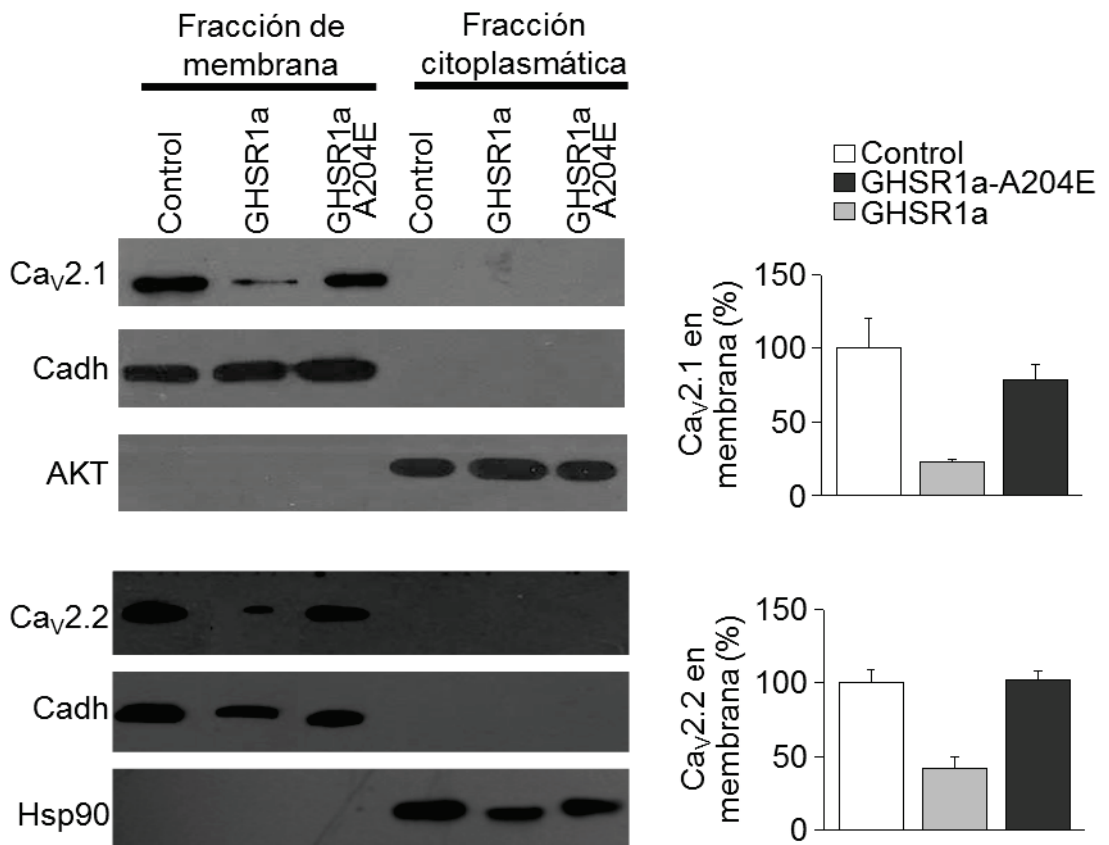 Fracción de
membrana
Fracción
citoplasmática
Control
GHSR1a
GHSR1a
A204E
Control
GHSR1a
GHSR1a
A204E
CaV2.1
Cadh
AKT
CaV2.2
Cadh
Hsp90
Control
GHSR1a-A204E
GHSR1a
CaV2.1 en
membrana (%)
150
100
50
0
CaV2.2 en
membrana (%)
150
100
50
0